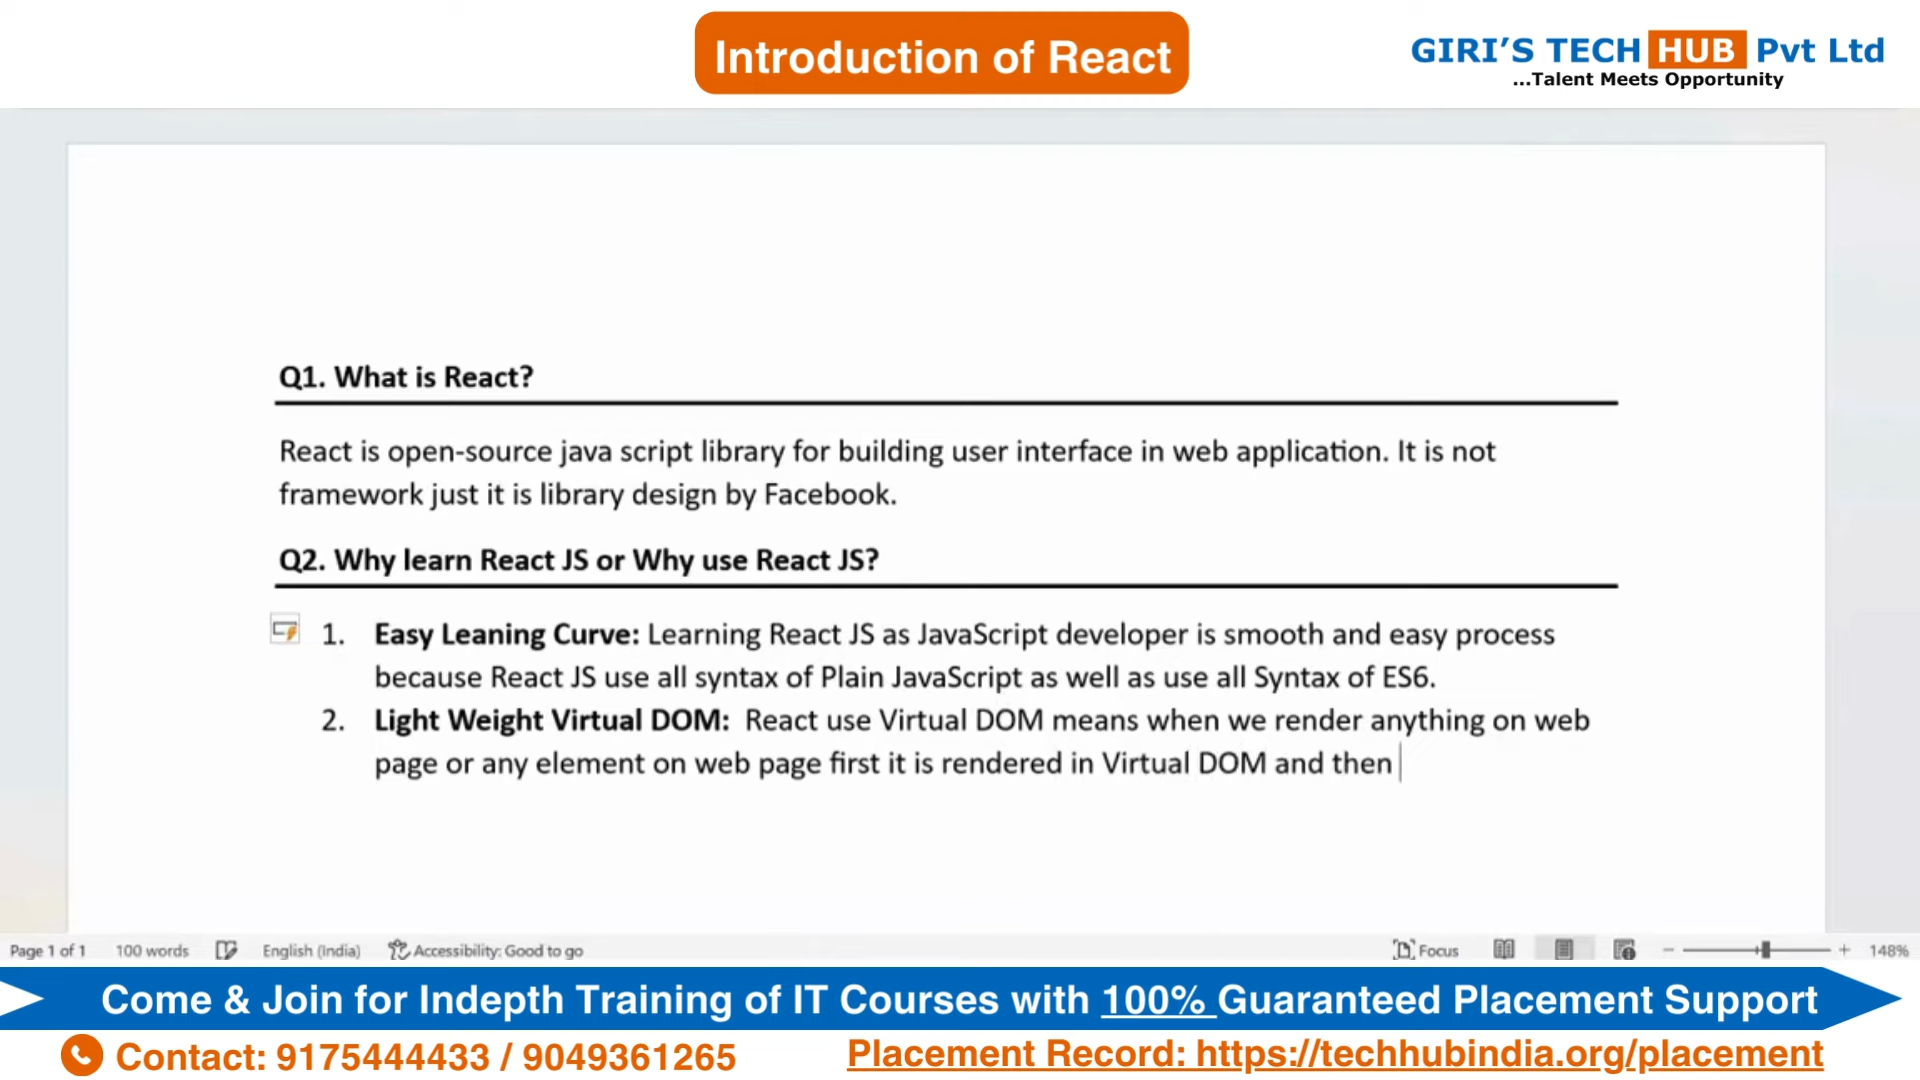 Introduction of React
GIRI'S TECH HUB Pvt Ltd
...Talent Meets Opportunity
Q1. What is React?
React is open-source java script library for building user interface in web application. It is not
framework just it is library design by Facebook.
Q2. Why learn React JS or Why use React JS?
1. Easy Leaning Curve: Learning React JS as JavaScript developer is smooth and easy process
because React JS use all syntax of Plain JavaScript as well as use all Syntax of ES6.
2. Light Weight Virtual DOM: React use Virtual DOM means when we render anything on web
page or any element on web page first it is rendered in Virtual DOM and then
Page 1 of 1 100 words English (India) Accessibility: Good to go Focus 148%
Come & Join for Indepth Training of IT Courses with 100% Guaranteed Placement Support
Contact: 9175444433 / 9049361265 Placement Record: https://techhubindia.org/placement